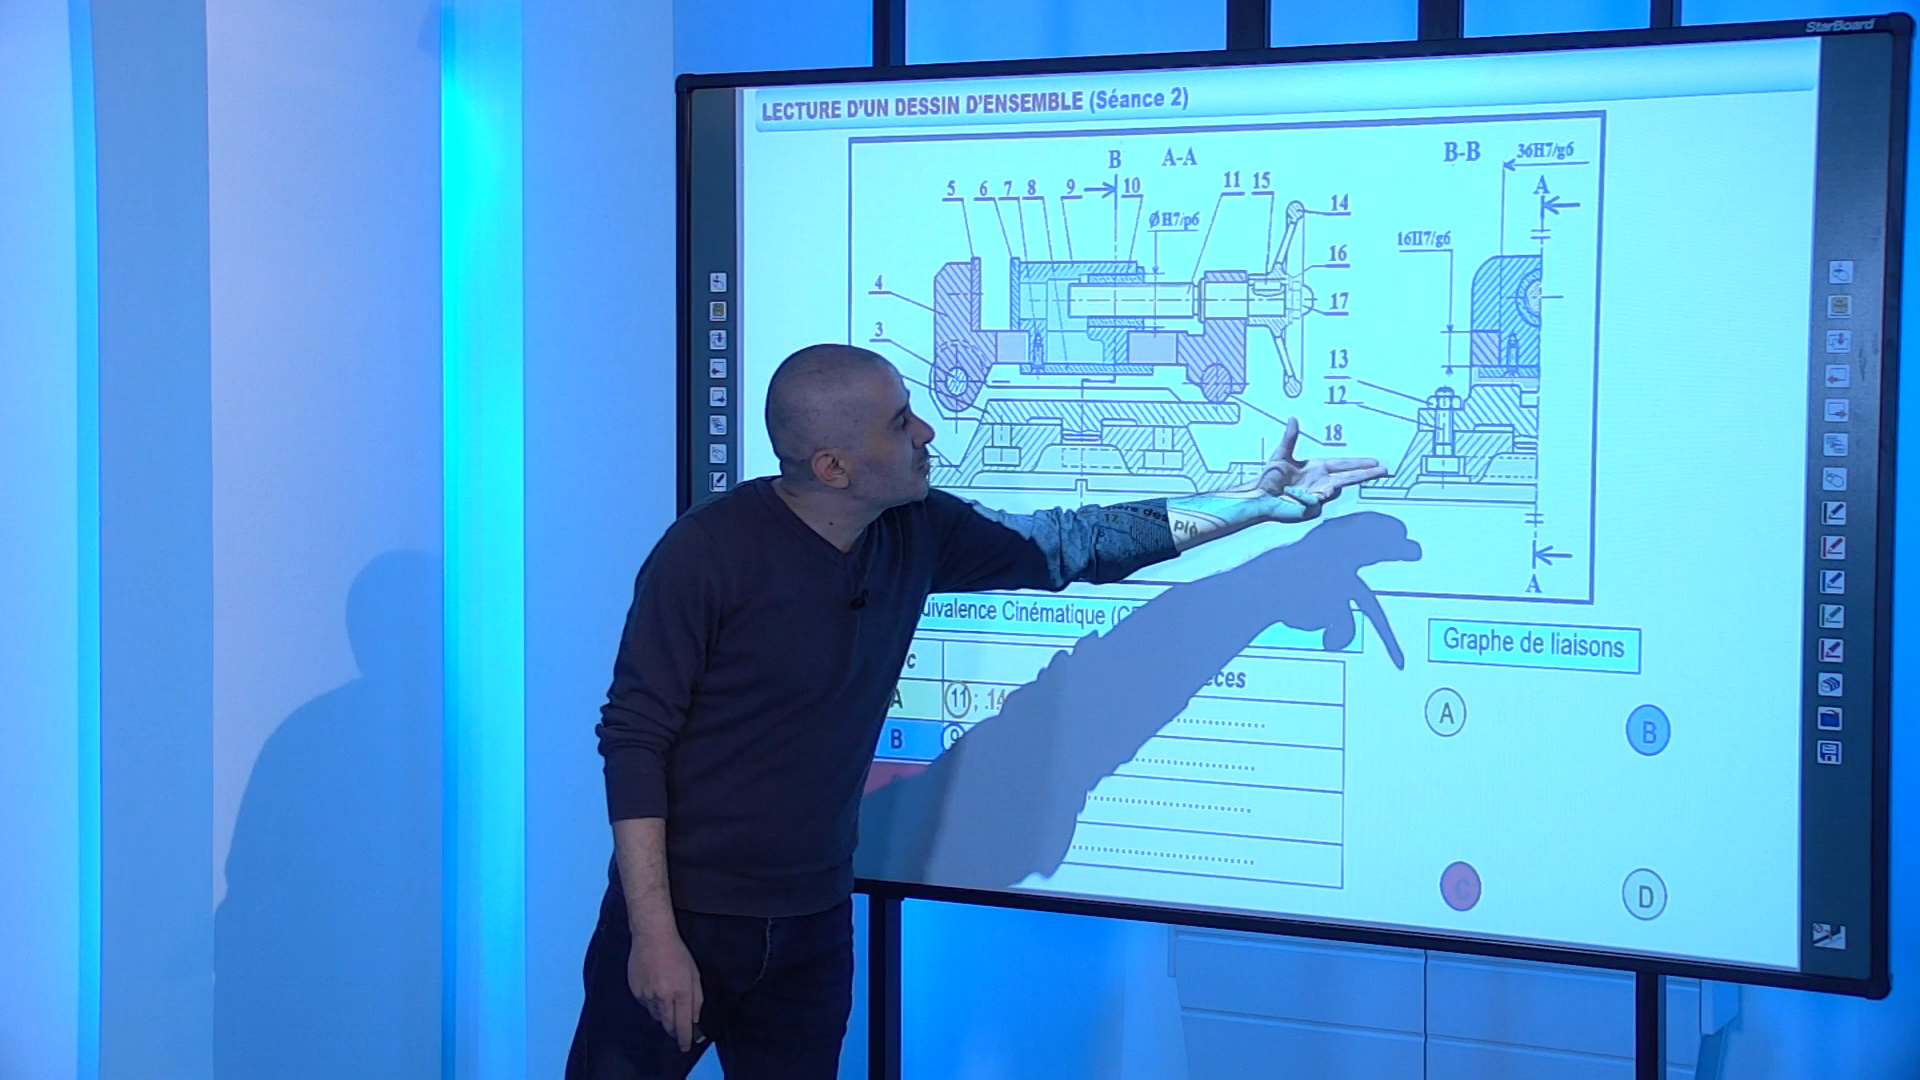 StarBoard
LECTURE D'UN DESSIN D'ENSEMBLE (Séance 2)
B A-A B-B 36H7/g6
5 6 7 8 9 10 11 15 14 A
ØH7/p6
16H7/g6
16
4
17
3
13
12
18
A
uivalence Cinématique (
Graphe de liaisons
A 11 ; 14
B
A B
C D